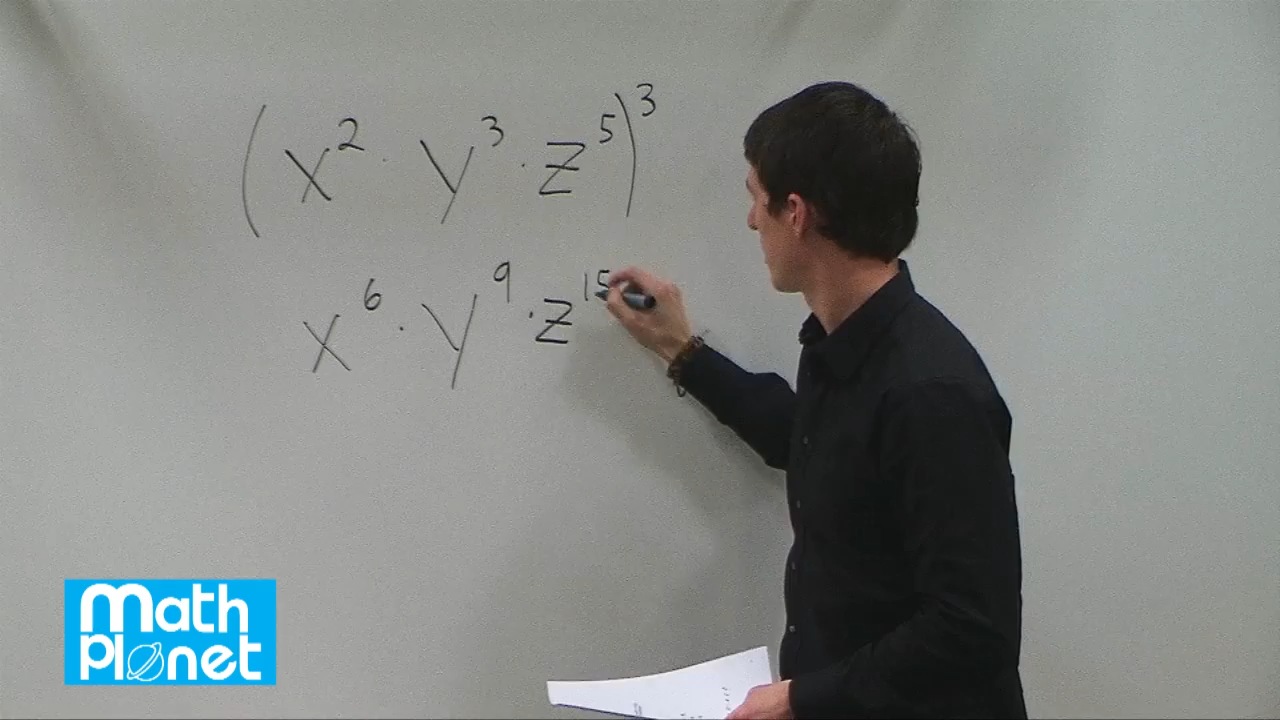 (x² · y³ · z⁵)³
x⁶ · y⁹ · z¹⁵
Math
Planet